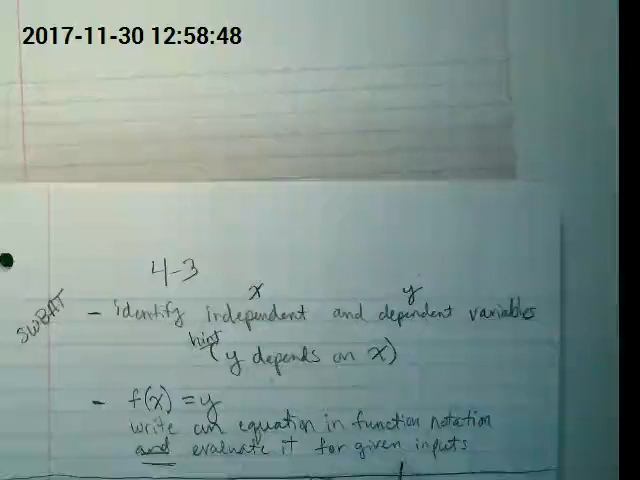 2017-11-30 12:58:48
4-3
x y
SWBAT
- identify independent and dependent variables
hint
(y depends on x)
- f(x) = y
write an equation in function notation
and evaluate it for given inputs